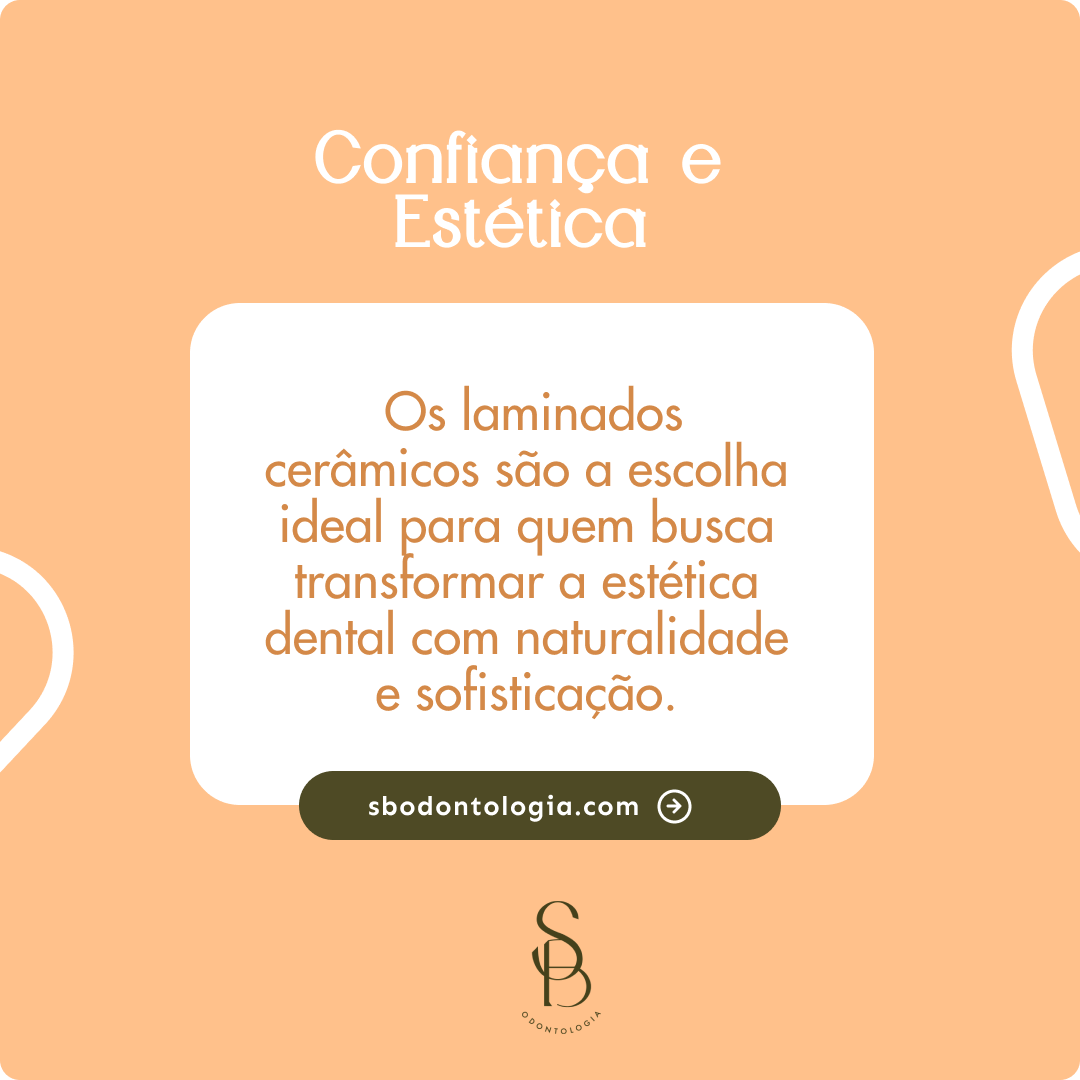 Confiança e
Estética
Os laminados
cerâmicos são a escolha
ideal para quem busca
transformar a estética
dental com naturalidade
e sofisticação.
sbodontologia.com
SB
ODONTOLOGIA